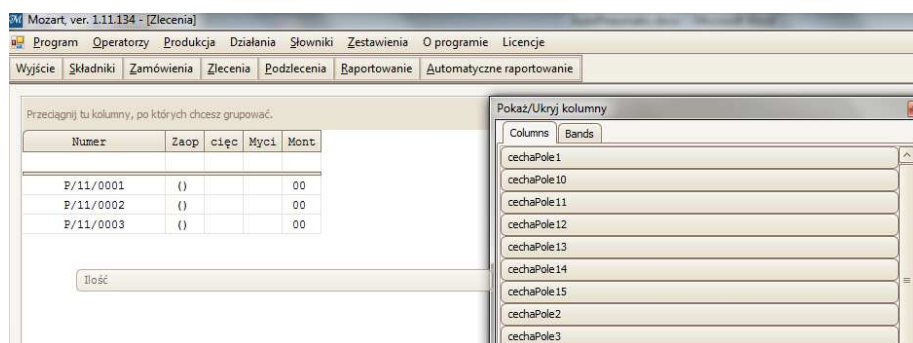 Mozart, ver. 1.11.134 - [Zlecenia]
Program Operatorzy Produkcja Działania Słowniki Zestawienia O programie Licencje
Wyjście Składniki Zamówienia Zlecenia Podzlecenia Raportowanie Automatyczne raportowanie
Przeciągnij tu kolumny, po których chcesz grupować.
Numer Zaop cięc Myci Mont
P/11/0001 () 00
P/11/0002 () 00
P/11/0003 () 00
Ilość
Pokaż/Ukryj kolumny
Columns Bands
cechaPole1
cechaPole10
cechaPole11
cechaPole12
cechaPole13
cechaPole14
cechaPole15
cechaPole2
cechaPole3